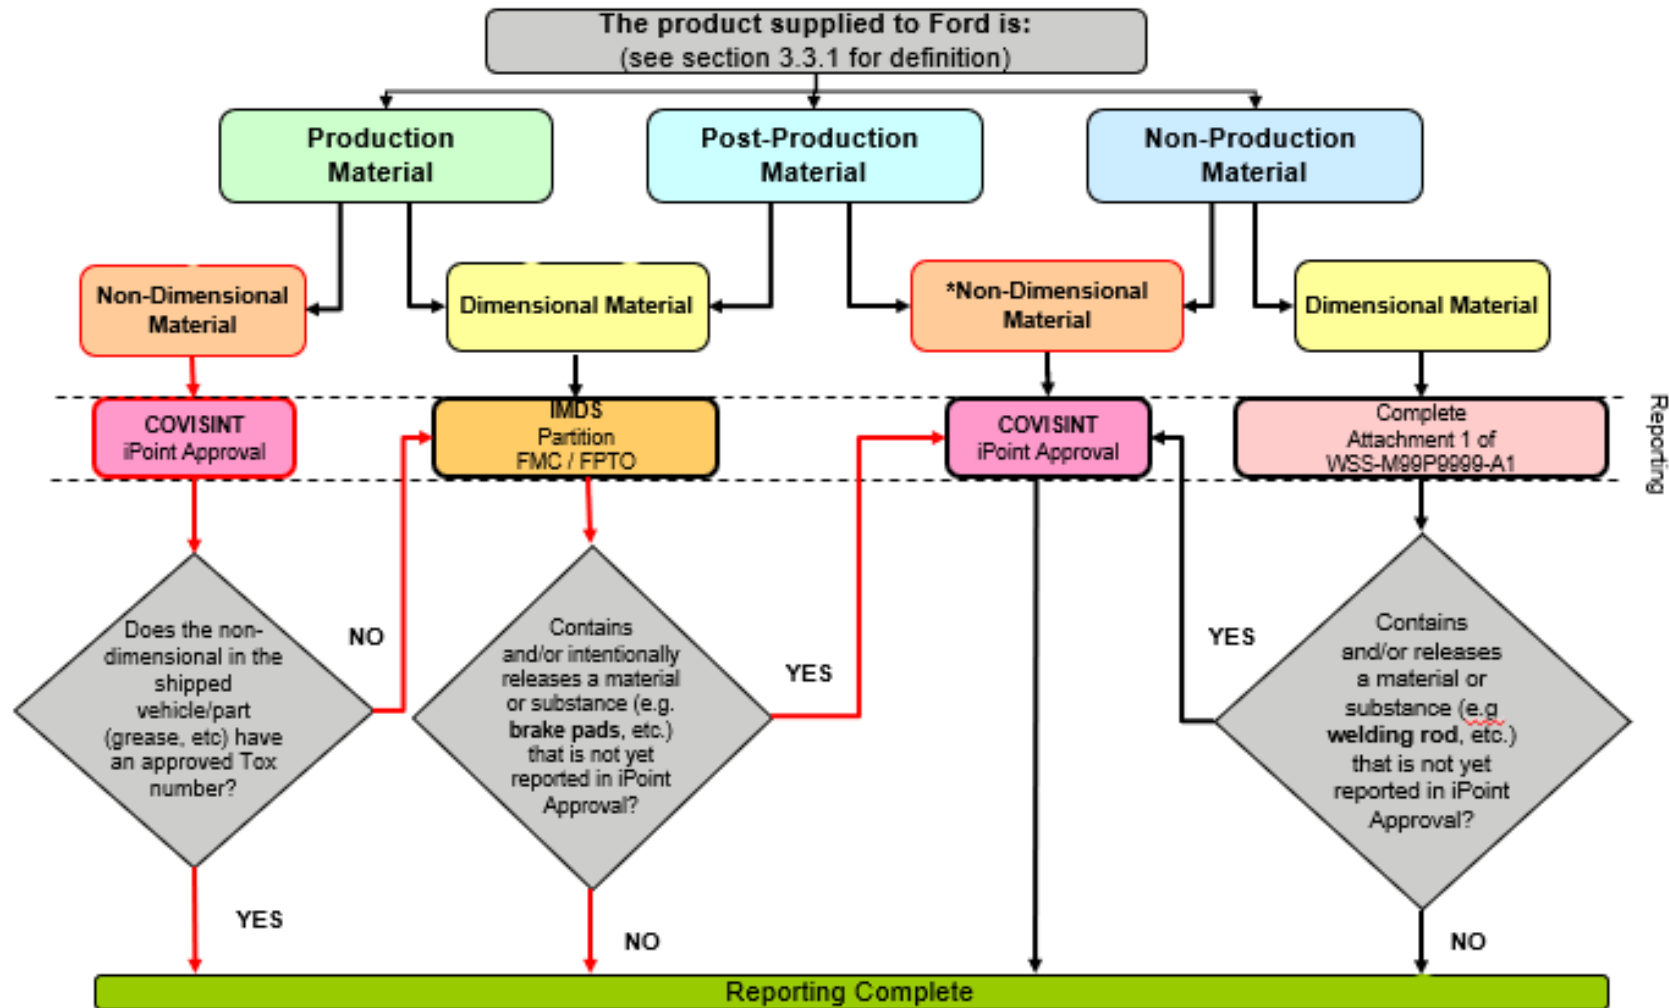 The product supplied to Ford is:
(see section 3.3.1 for definition)
Production
Material
Post-Production
Material
Non-Production
Material
Non-Dimensional
Material
Dimensional Material
*Non-Dimensional
Material
Dimensional Material
COVISINT
iPoint Approval
IMDS
Partition
FMC / FPTO
COVISINT
iPoint Approval
Complete
Attachment 1 of
WSS-M99P9999-A1
Reporting
Does the non-
dimensional in the
shipped
vehicle/part
(grease, etc) have
an approved Tox
number?
NO
Contains
and/or intentionally
releases a material
or substance (e.g.
brake pads, etc.)
that is not yet
reported in iPoint
Approval?
YES
YES
Contains
and/or releases
a material or
substance (e.g
welding rod, etc.)
that is not yet
reported in iPoint
Approval?
YES
NO
NO
Reporting Complete